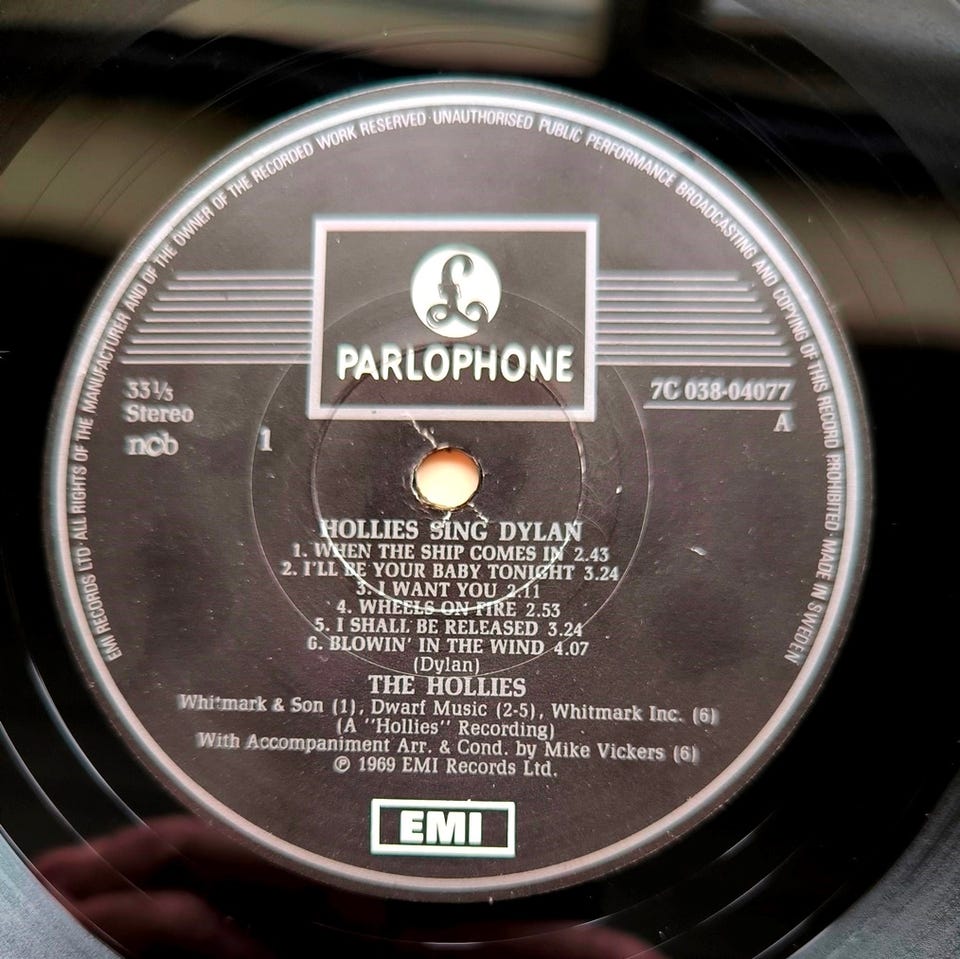 EMI RECORDS LTD · ALL RIGHTS OF THE MANUFACTURER AND OF THE OWNER OF THE RECORDED WORK RESERVED · UNAUTHORISED PUBLIC PERFORMANCE BROADCASTING AND COPYING OF THIS RECORD PROHIBITED · MADE IN SWEDEN
£
PARLOPHONE
33⅓
Stereo
ncb
1
7C 038-04077
A
HOLLIES SING DYLAN
1. WHEN THE SHIP COMES IN 2.43
2. I'LL BE YOUR BABY TONIGHT 3.24
3. I WANT YOU 2.11
4. WHEELS ON FIRE 2.53
5. I SHALL BE RELEASED 3.24
6. BLOWIN' IN THE WIND 4.07
(Dylan)
THE HOLLIES
Whitmark & Son (1), Dwarf Music (2-5), Whitmark Inc. (6)
(A "Hollies" Recording)
With Accompaniment Arr. & Cond. by Mike Vickers (6)
℗ 1969 EMI Records Ltd.
EMI